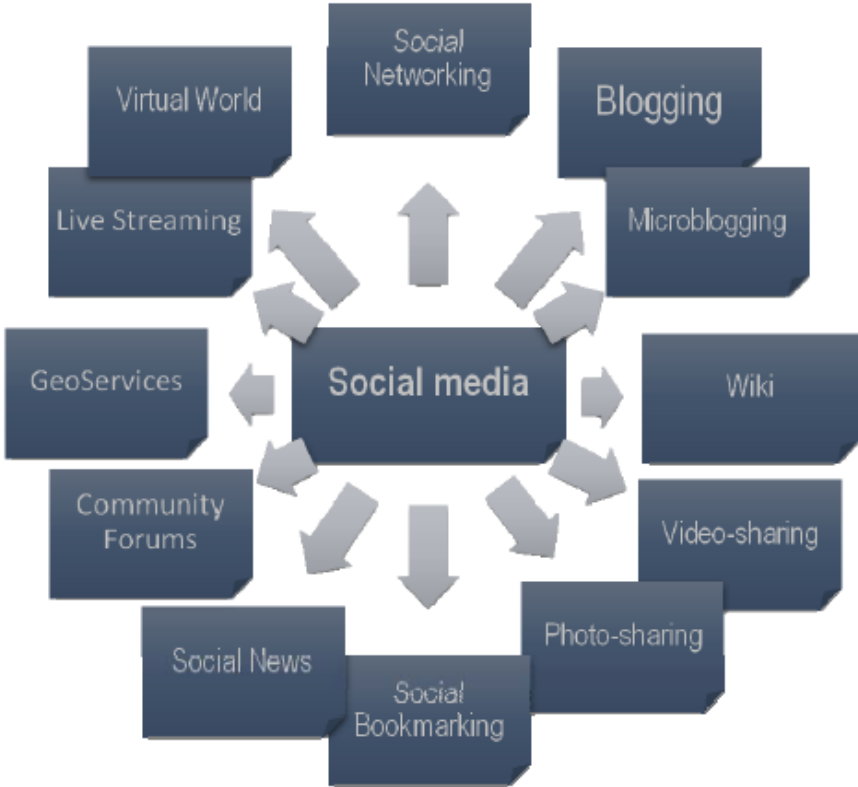 Social
Networking
Blogging
Microblogging
Wiki
Video-sharing
Photo-sharing
Social
Bookmarking
Social News
Community
Forums
GeoServices
Live Streaming
Virtual World
Social media